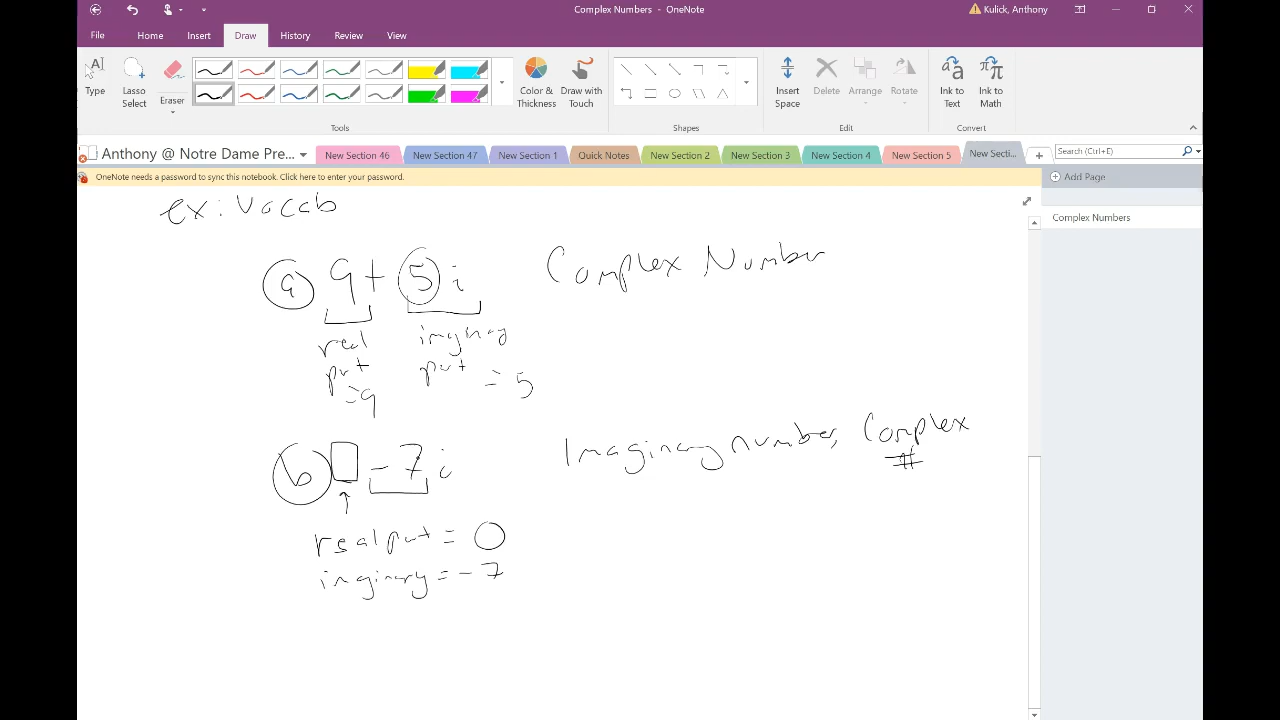 Complex Numbers - OneNote
Kulick, Anthony
File Home Insert Draw History Review View
Type
Lasso Select
Eraser
Color & Thickness
Draw with Touch
Insert Space
Delete
Arrange
Rotate
Ink to Text
Ink to Math
Tools Shapes Edit Convert
Anthony @ Notre Dame Pre... New Section 46 New Section 47 New Section 1 Quick Notes New Section 2 New Section 3 New Section 4 New Section 5 New Secti... Search (Ctrl+E)
OneNote needs a password to sync this notebook. Click here to enter your password.
Add Page
Complex Numbers
ex: Vocab
a 9 + 5 i Complex Number
real part = 9
imaginary part = 5
b - 7 i Imaginary number, Complex #
real part = 0
imginary = - 7